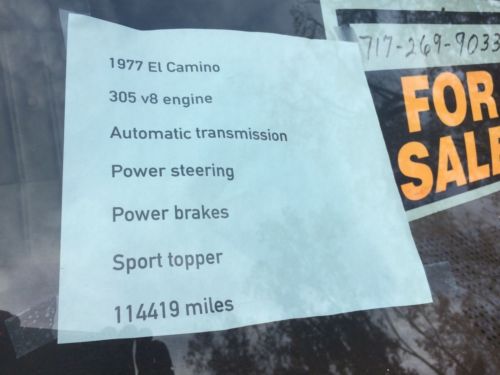 1977 El Camino
305 v8 engine
Automatic transmission
Power steering
Power brakes
Sport topper
114419 miles
717-269-9033
FOR
SALE